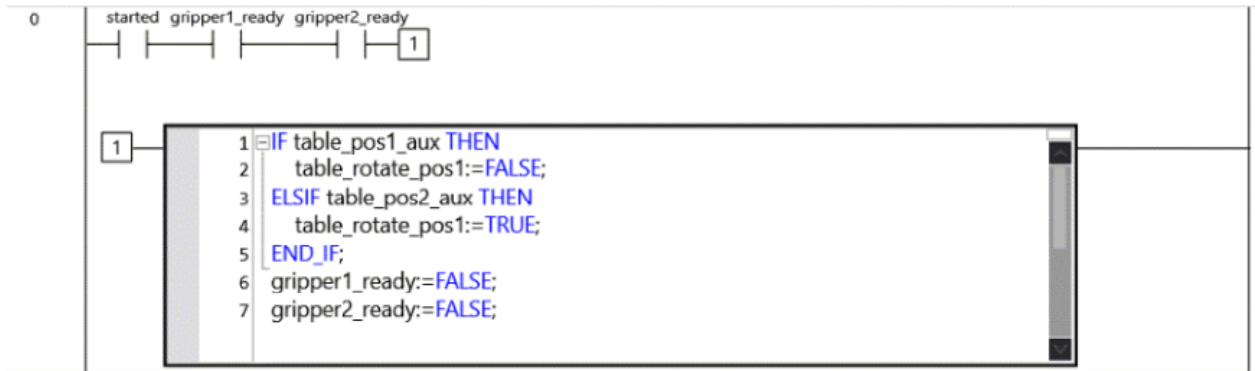 0
started gripper1_ready gripper2_ready
1
1
1 IF table_pos1_aux THEN
2 table_rotate_pos1:=FALSE;
3 ELSIF table_pos2_aux THEN
4 table_rotate_pos1:=TRUE;
5 END_IF;
6 gripper1_ready:=FALSE;
7 gripper2_ready:=FALSE;